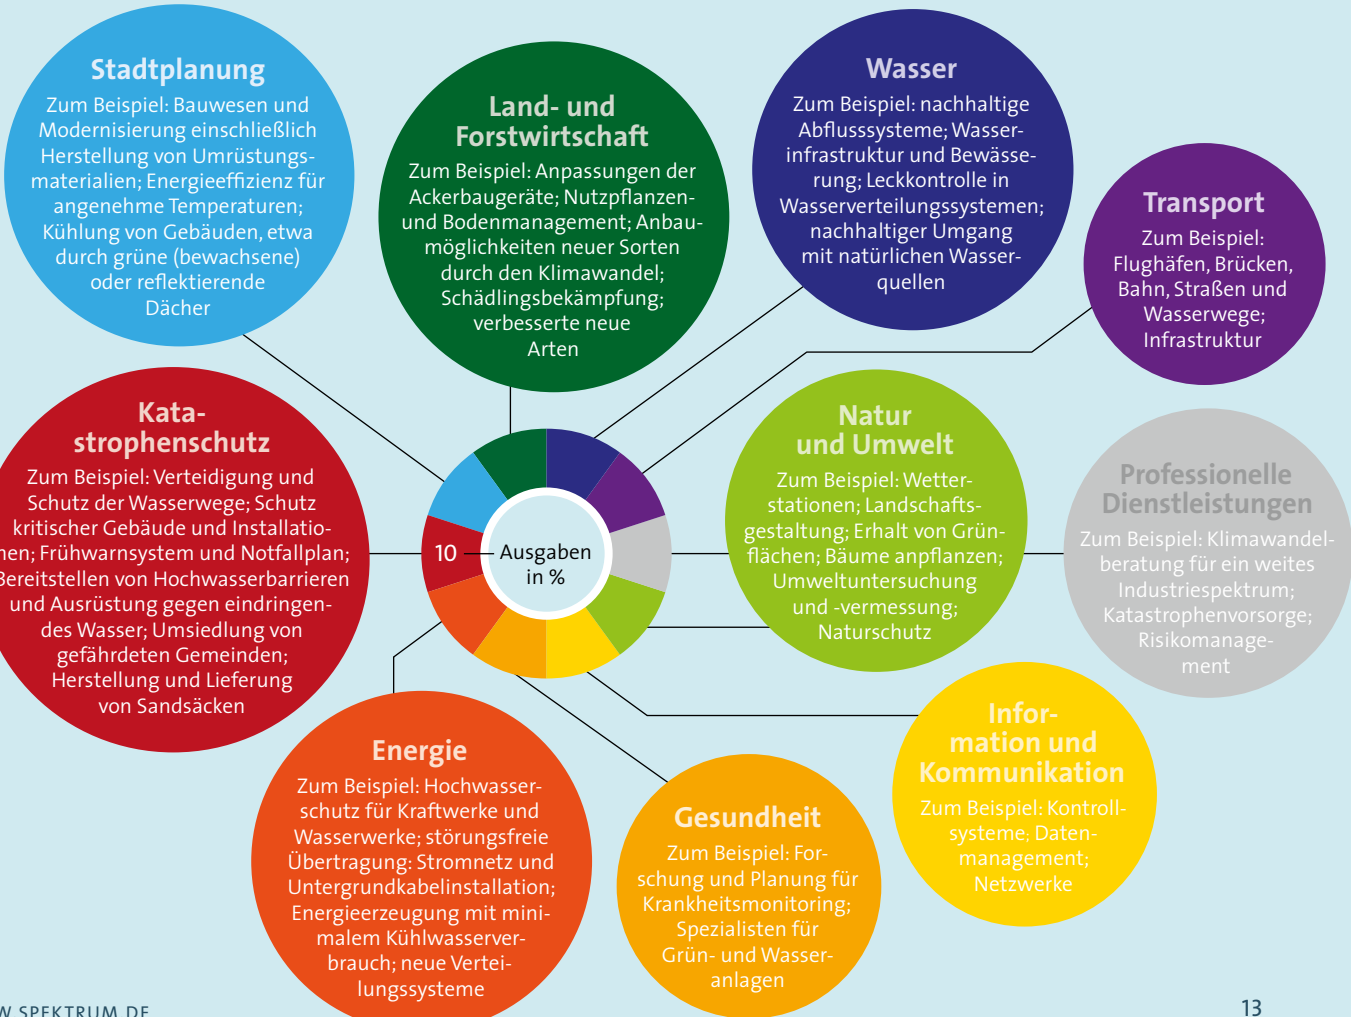 Stadtplanung
Zum Beispiel: Bauwesen und
Modernisierung einschließlich
Herstellung von Umrüstungs-
materialien; Energieeffizienz für
angenehme Temperaturen;
Kühlung von Gebäuden, etwa
durch grüne (bewachsene)
oder reflektierende
Dächer
Land- und
Forstwirtschaft
Zum Beispiel: Anpassungen der
Ackerbaugeräte; Nutzpflanzen-
und Bodenmanagement; Anbau-
möglichkeiten neuer Sorten
durch den Klimawandel;
Schädlingsbekämpfung;
verbesserte neue
Arten
Wasser
Zum Beispiel: nachhaltige
Abflusssysteme; Wasser-
infrastruktur und Bewässe-
rung; Leckkontrolle in
Wasserverteilungssystemen;
nachhaltiger Umgang
mit natürlichen Wasser-
quellen
Transport
Zum Beispiel:
Flughäfen, Brücken,
Bahn, Straßen und
Wasserwege;
Infrastruktur
Kata-
strophenschutz
Zum Beispiel: Verteidigung und
Schutz der Wasserwege; Schutz
kritischer Gebäude und Installatio-
nen; Frühwarnsystem und Notfallplan;
Bereitstellen von Hochwasserbarrieren
und Ausrüstung gegen eindringen-
des Wasser; Umsiedlung von
gefährdeten Gemeinden;
Herstellung und Lieferung
von Sandsäcken
10
Ausgaben
in %
Natur
und Umwelt
Zum Beispiel: Wetter-
stationen; Landschafts-
gestaltung; Erhalt von Grün-
flächen; Bäume anpflanzen;
Umweltuntersuchung
und -vermessung;
Naturschutz
Professionelle
Dienstleistungen
Zum Beispiel: Klimawandel-
beratung für ein weites
Industriespektrum;
Katastrophenvorsorge;
Risikomanage-
ment
Energie
Zum Beispiel: Hochwasser-
schutz für Kraftwerke und
Wasserwerke; störungsfreie
Übertragung: Stromnetz und
Untergrundkabelinstallation;
Energieerzeugung mit mini-
malem Kühlwasserver-
brauch; neue Vertei-
lungssysteme
Gesundheit
Zum Beispiel: For-
schung und Planung für
Krankheitsmonitoring;
Spezialisten für
Grün- und Wasser-
anlagen
Infor-
mation und
Kommunikation
Zum Beispiel: Kontroll-
systeme; Daten-
management;
Netzwerke
W.SPEKTRUM.DE
13